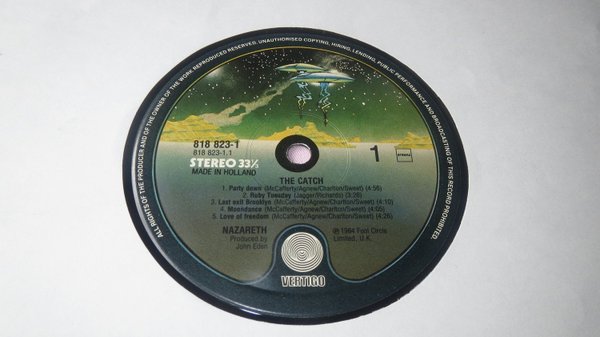 ALL RIGHTS OF THE PRODUCER AND OF THE OWNER OF THE WORK REPRODUCED RESERVED. UNAUTHORISED COPYING, HIRING, LENDING, PUBLIC PERFORMANCE AND BROADCASTING OF THIS RECORD PROHIBITED.
818 823-1
818 823-1.1
STEREO 33⅓
MADE IN HOLLAND
1
STEMRA
THE CATCH
1. Party down (McCafferty/Agnew/Charlton/Sweet) (4:56)
2. Ruby Tuesday (Jagger/Richards) (3:28)
3. Last exit Brooklyn (McCafferty/Agnew/Charlton/Sweet) (4:10)
4. Moondance (McCafferty/Agnew/Charlton/Sweet) (4:05)
5. Love of freedom (McCafferty/Agnew/Charlton/Sweet) (4:26)
NAZARETH
Produced by
John Eden
℗ 1984 Fool Circle
Limited, U.K.
VERTIGO